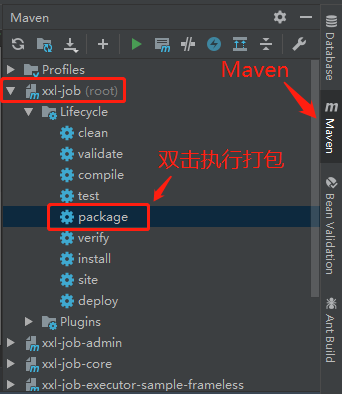 Maven
Profiles
Maven
xxl-job (root)
Lifecycle
clean
validate
compile
双击执行打包
test
package
verify
install
site
deploy
Plugins
xxl-job-admin
xxl-job-core
xxl-job-executor-sample-frameless
Database
Maven
Bean Validation
Ant Build